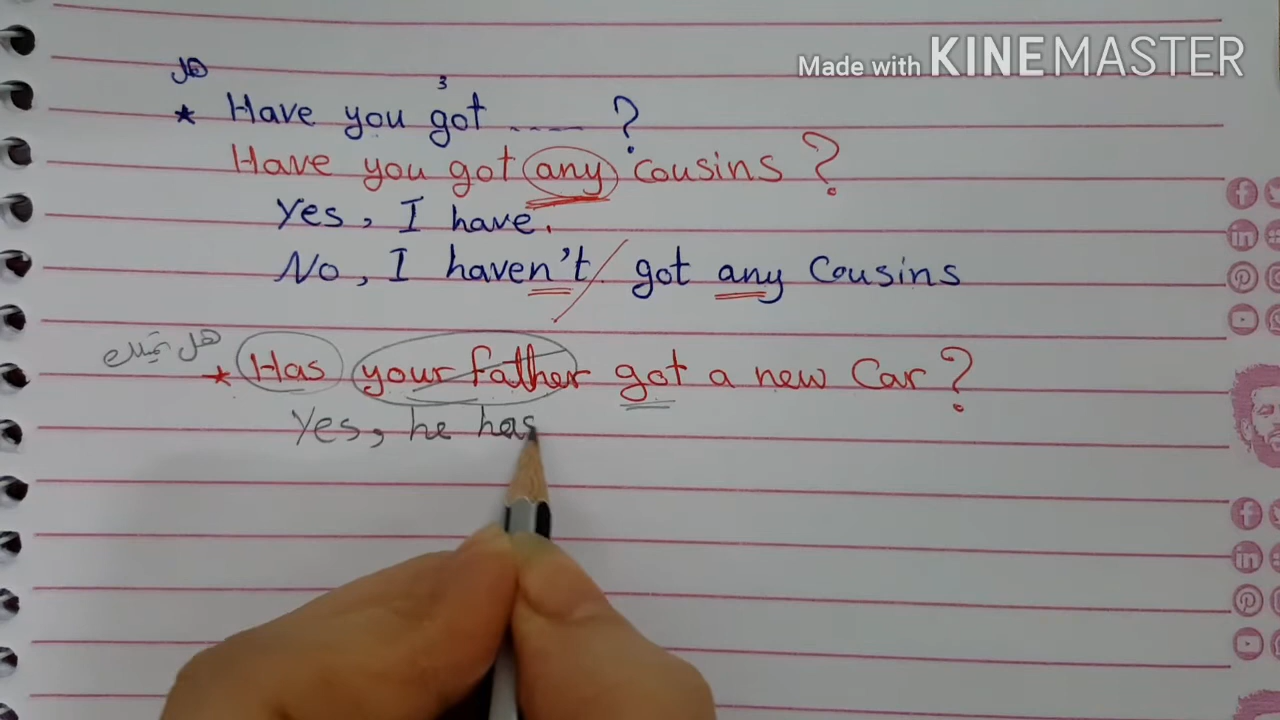 Made with KINEMASTER
هل
3
* Have you got ---- ?
Have you got any cousins ?
Yes, I have.
No, I haven't / got any Cousins
هل يمتلك
* Has your father got a new Car ?
Yes, he has